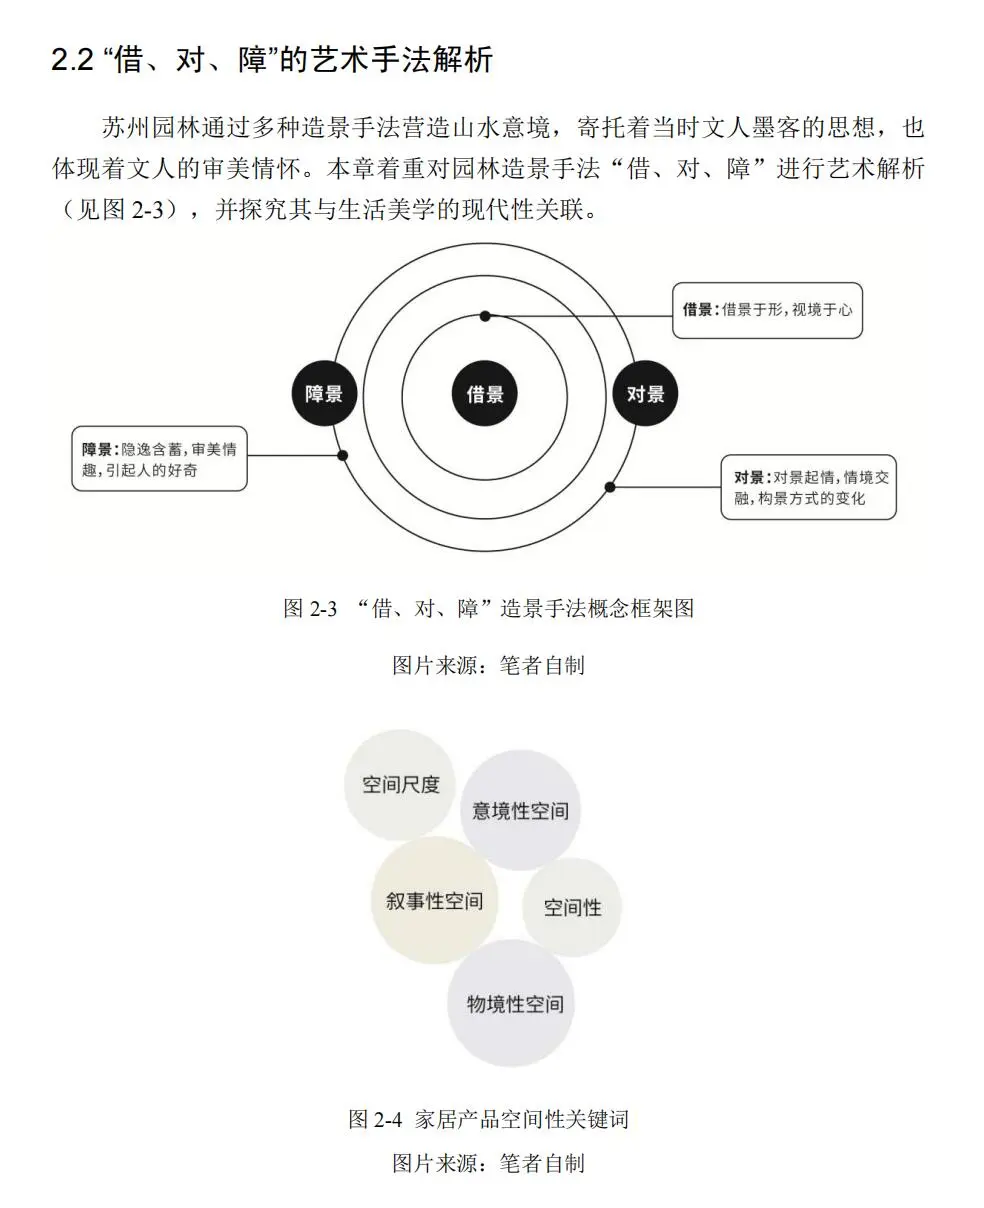 2.2 “借、对、障”的艺术手法解析
苏州园林通过多种造景手法营造山水意境，寄托着当时文人墨客的思想，也
体现着文人的审美情怀。本章着重对园林造景手法“借、对、障”进行艺术解析
（见图 2-3），并探究其与生活美学的现代性关联。
借景：借景于形，视境于心
障景
借景
对景
障景：隐逸含蓄，审美情
趣，引起人的好奇
对景：对景起情，情境交
融，构景方式的变化
图 2-3 “借、对、障”造景手法概念框架图
图片来源：笔者自制
空间尺度
意境性空间
叙事性空间
空间性
物境性空间
图 2-4 家居产品空间性关键词
图片来源：笔者自制